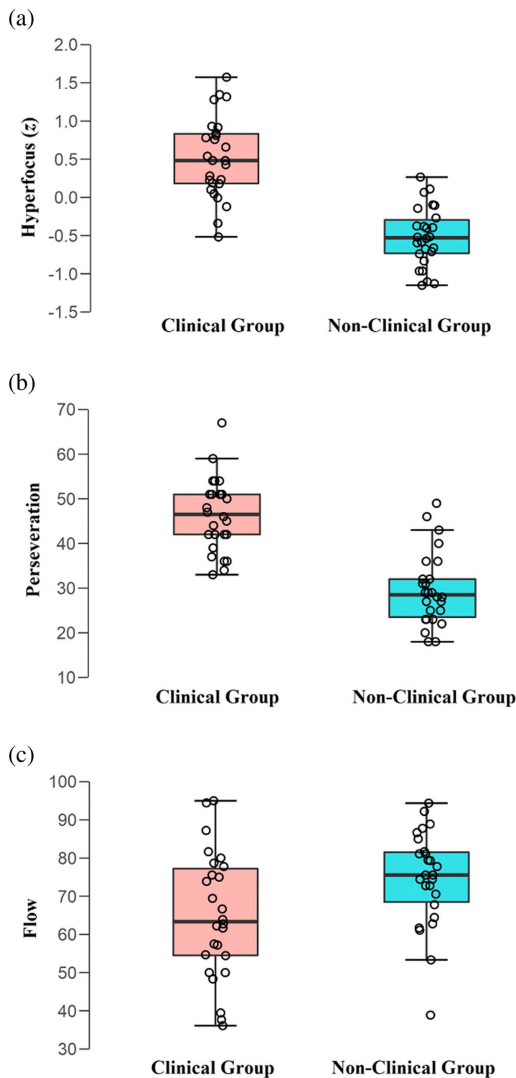 (a)
Hyperfocus (z)
2.0
1.5
1.0
0.5
0.0
-0.5
-1.0
-1.5
Clinical Group Non-Clinical Group
(b)
Perseveration
70
60
50
40
30
20
10
Clinical Group Non-Clinical Group
(c)
Flow
100
90
80
70
60
50
40
30
Clinical Group Non-Clinical Group